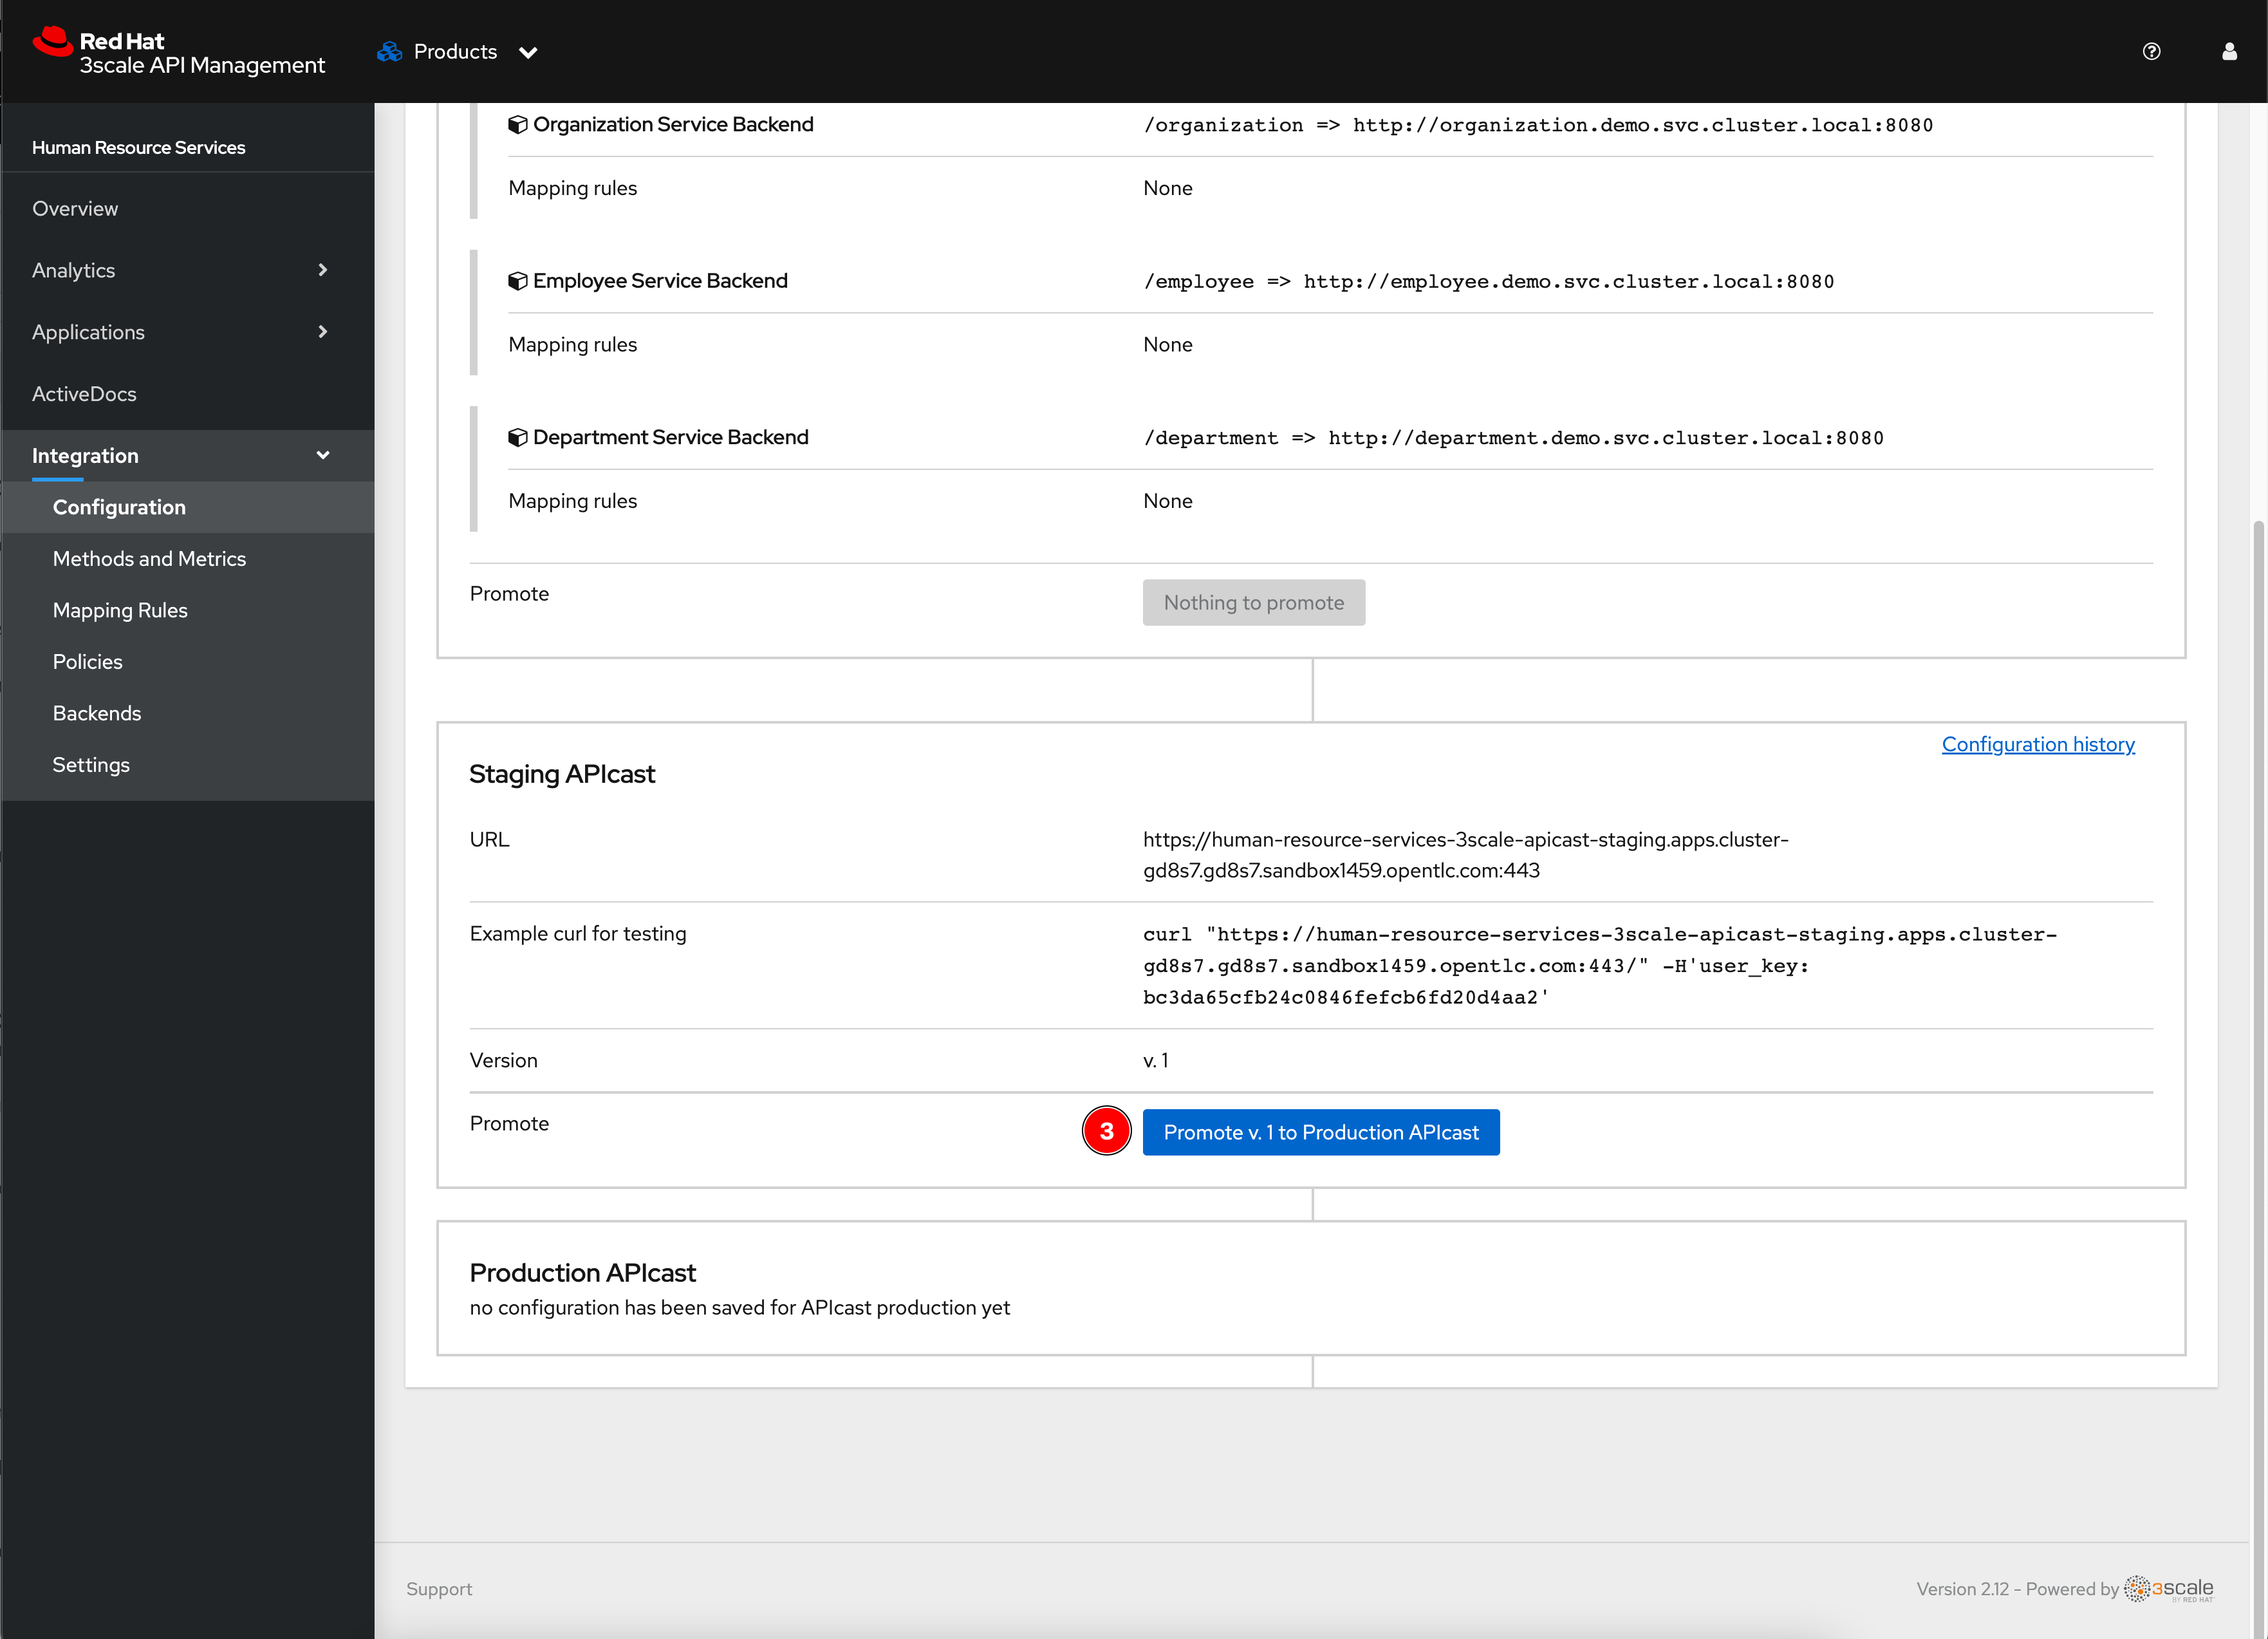 Red Hat
3scale API Management
Products
Human Resource Services
Overview
Analytics
Applications
ActiveDocs
Integration
Configuration
Methods and Metrics
Mapping Rules
Policies
Backends
Settings
Organization Service Backend
/organization => http://organization.demo.svc.cluster.local:8080
Mapping rules
None
Employee Service Backend
/employee => http://employee.demo.svc.cluster.local:8080
Mapping rules
None
Department Service Backend
/department => http://department.demo.svc.cluster.local:8080
Mapping rules
None
Promote
Nothing to promote
Configuration history
Staging APIcast
URL
https://human-resource-services-3scale-apicast-staging.apps.cluster-
gd8s7.gd8s7.sandbox1459.opentlc.com:443
Example curl for testing
curl "https://human-resource-services-3scale-apicast-staging.apps.cluster-
gd8s7.gd8s7.sandbox1459.opentlc.com:443/" -H'user_key:
bc3da65cfb24c0846fefcb6fd20d4aa2'
Version
v. 1
Promote
3
Promote v. 1 to Production APIcast
Production APIcast
no configuration has been saved for APIcast production yet
Support
Version 2.12 - Powered by 3scale
BY RED HAT